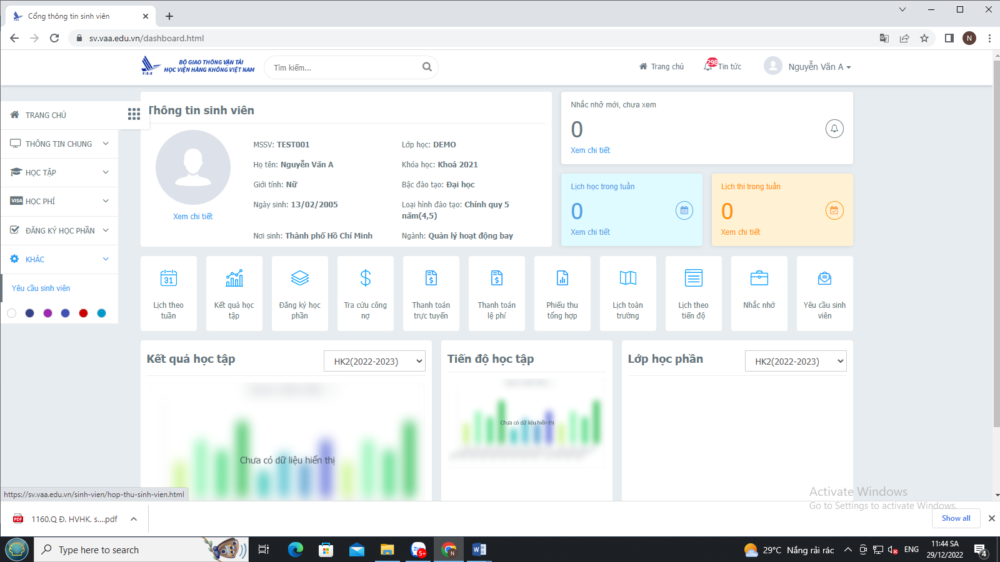 Cổng thông tin sinh viên
sv.vaa.edu.vn/dashboard.html
N
VAA
BỘ GIAO THÔNG VẬN TẢI
HỌC VIỆN HÀNG KHÔNG VIỆT NAM
Tìm kiếm...
Trang chủ
298
Tin tức
Nguyễn Văn A
TRANG CHỦ
THÔNG TIN CHUNG
HỌC TẬP
VISA
HỌC PHÍ
ĐĂNG KÝ HỌC PHẦN
KHÁC
Yêu cầu sinh viên
Thông tin sinh viên
Xem chi tiết
MSSV: TEST001
Lớp học: DEMO
Họ tên: Nguyễn Văn A
Khóa học: Khoá 2021
Giới tính: Nữ
Bậc đào tạo: Đại học
Ngày sinh: 13/02/2005
Loại hình đào tạo: Chính quy 5
năm(4,5)
Nơi sinh: Thành phố Hồ Chí Minh
Ngành: Quản lý hoạt động bay
Nhắc nhở mới, chưa xem
0
Xem chi tiết
Lịch học trong tuần
0
Xem chi tiết
Lịch thi trong tuần
0
Xem chi tiết
31
Lịch theo
tuần
Kết quả học
tập
Đăng ký học
phần
Tra cứu công
nợ
Thanh toán
trực tuyến
Thanh toán
lệ phí
Phiếu thu
tổng hợp
Lịch toàn
trường
Lịch theo
tiến độ
Nhắc nhở
Yêu cầu sinh
viên
Kết quả học tập
HK2(2022-2023)
Chưa có dữ liệu hiển thị
Tiến độ học tập
Chưa có dữ liệu hiển thị
Lớp học phần
HK2(2022-2023)
Activate Windows
Go to Settings to activate Windows.
https://sv.vaa.edu.vn/sinh-vien/hop-thu-sinh-vien.html
PDF
1160.Q Đ. HVHK. s....pdf
Show all
Type here to search
Zalo
5+
N
W
29°C Nắng rải rác
ENG
11:44 SA
29/12/2022
4